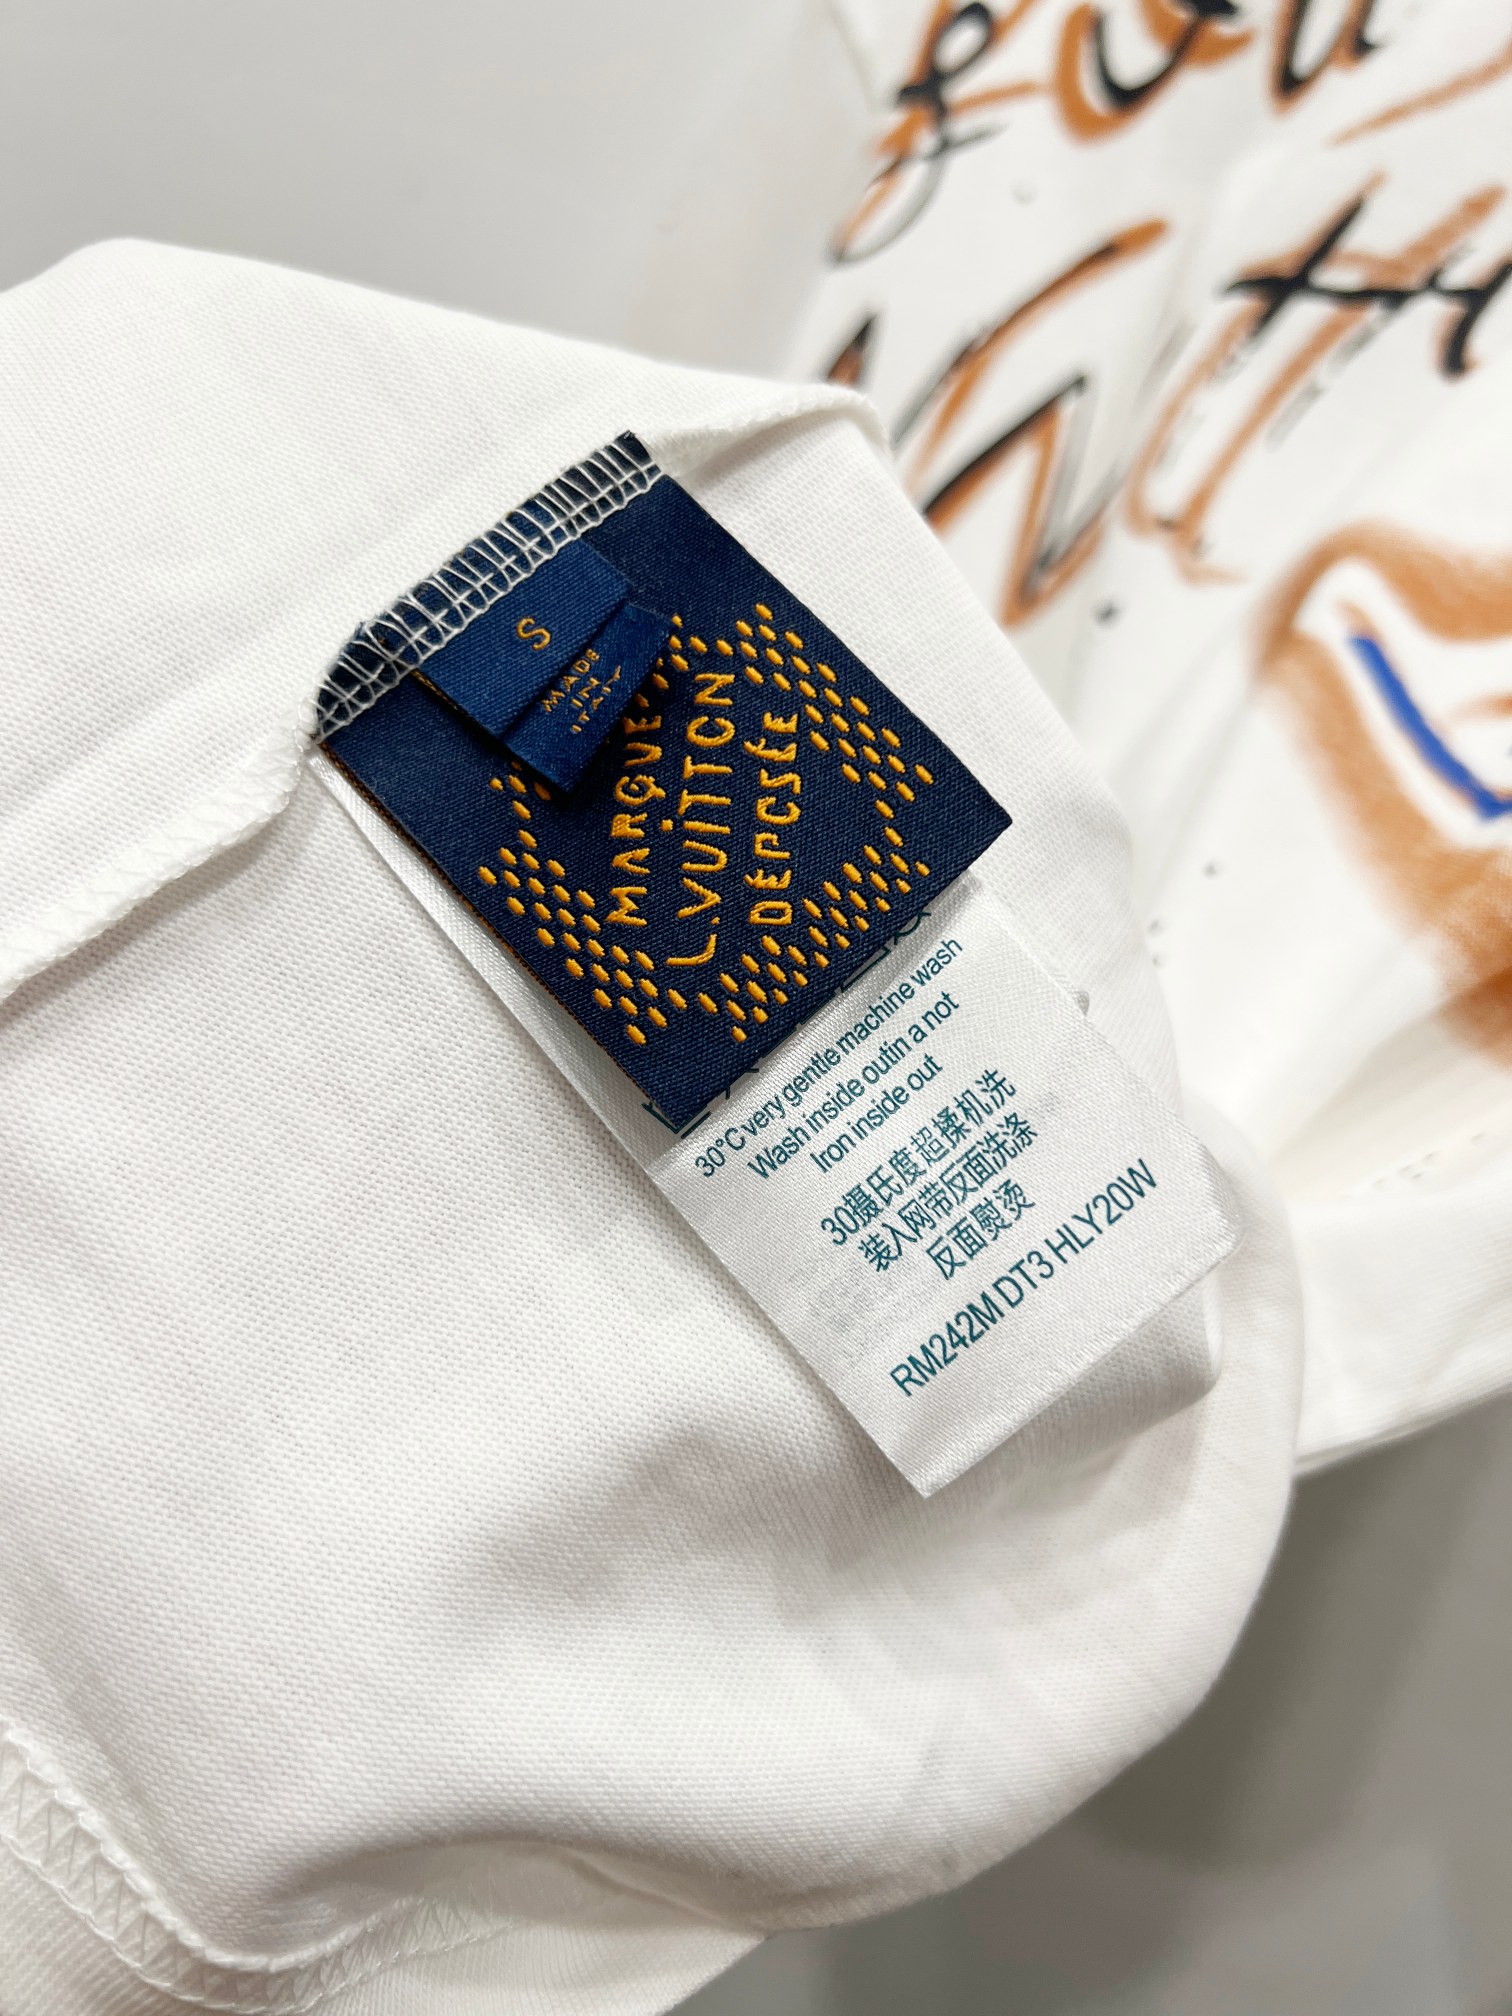 S
MADE
IN
ITALY
MARQUE
L.VUITTON
DÉPOSÉE
30°C very gentle machine wash
Wash inside outin a not
Iron inside out
30摄氏度超揉机洗
装入网带反面洗涤
反面熨烫
RM242M DT3 HLY20W